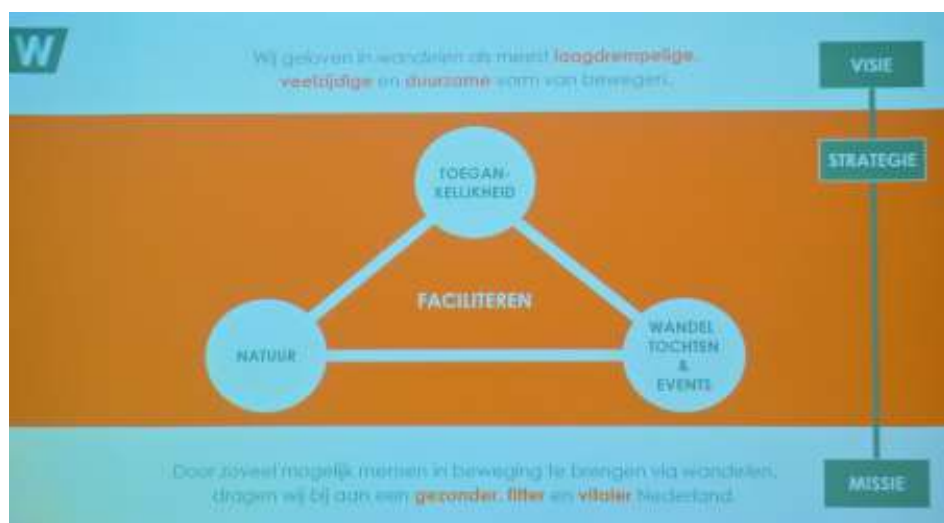 W
Wij geloven in wandelen als meest laagdrempelige,
veelzijdige en duurzame vorm van bewegen.
VISIE
STRATEGIE
TOEGAN-
KELIJKHEID
FACILITEREN
NATUUR
WANDEL
TOCHTEN
&
EVENTS
Door zoveel mogelijk mensen in beweging te brengen via wandelen,
dragen wij bij aan een gezonder, fitter en vitaler Nederland.
MISSIE